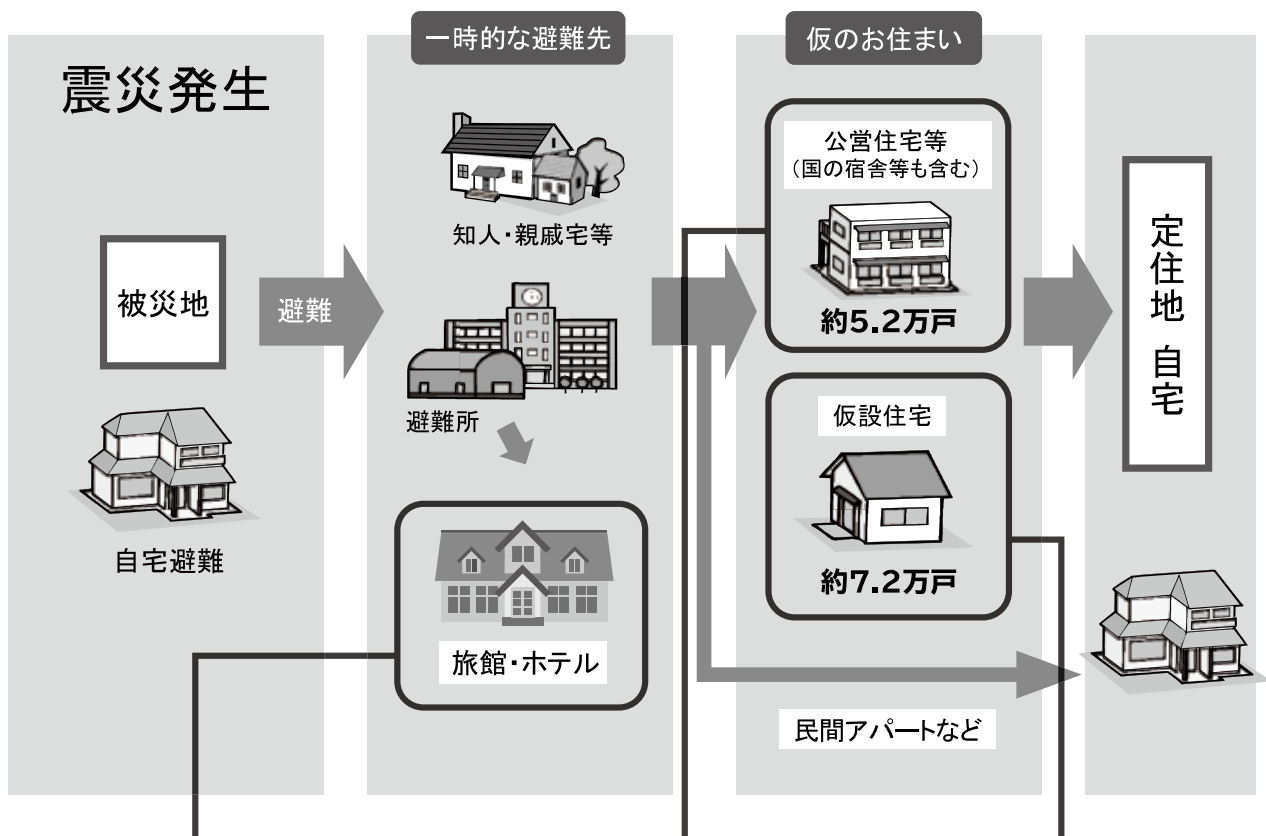 震災発生
被災地
避難
自宅避難
一時的な避難先
知人・親戚宅等
避難所
旅館・ホテル
仮のお住まい
公営住宅等
（国の宿舎等も含む）
約5.2万戸
仮設住宅
約7.2万戸
民間アパートなど
定住地 自宅